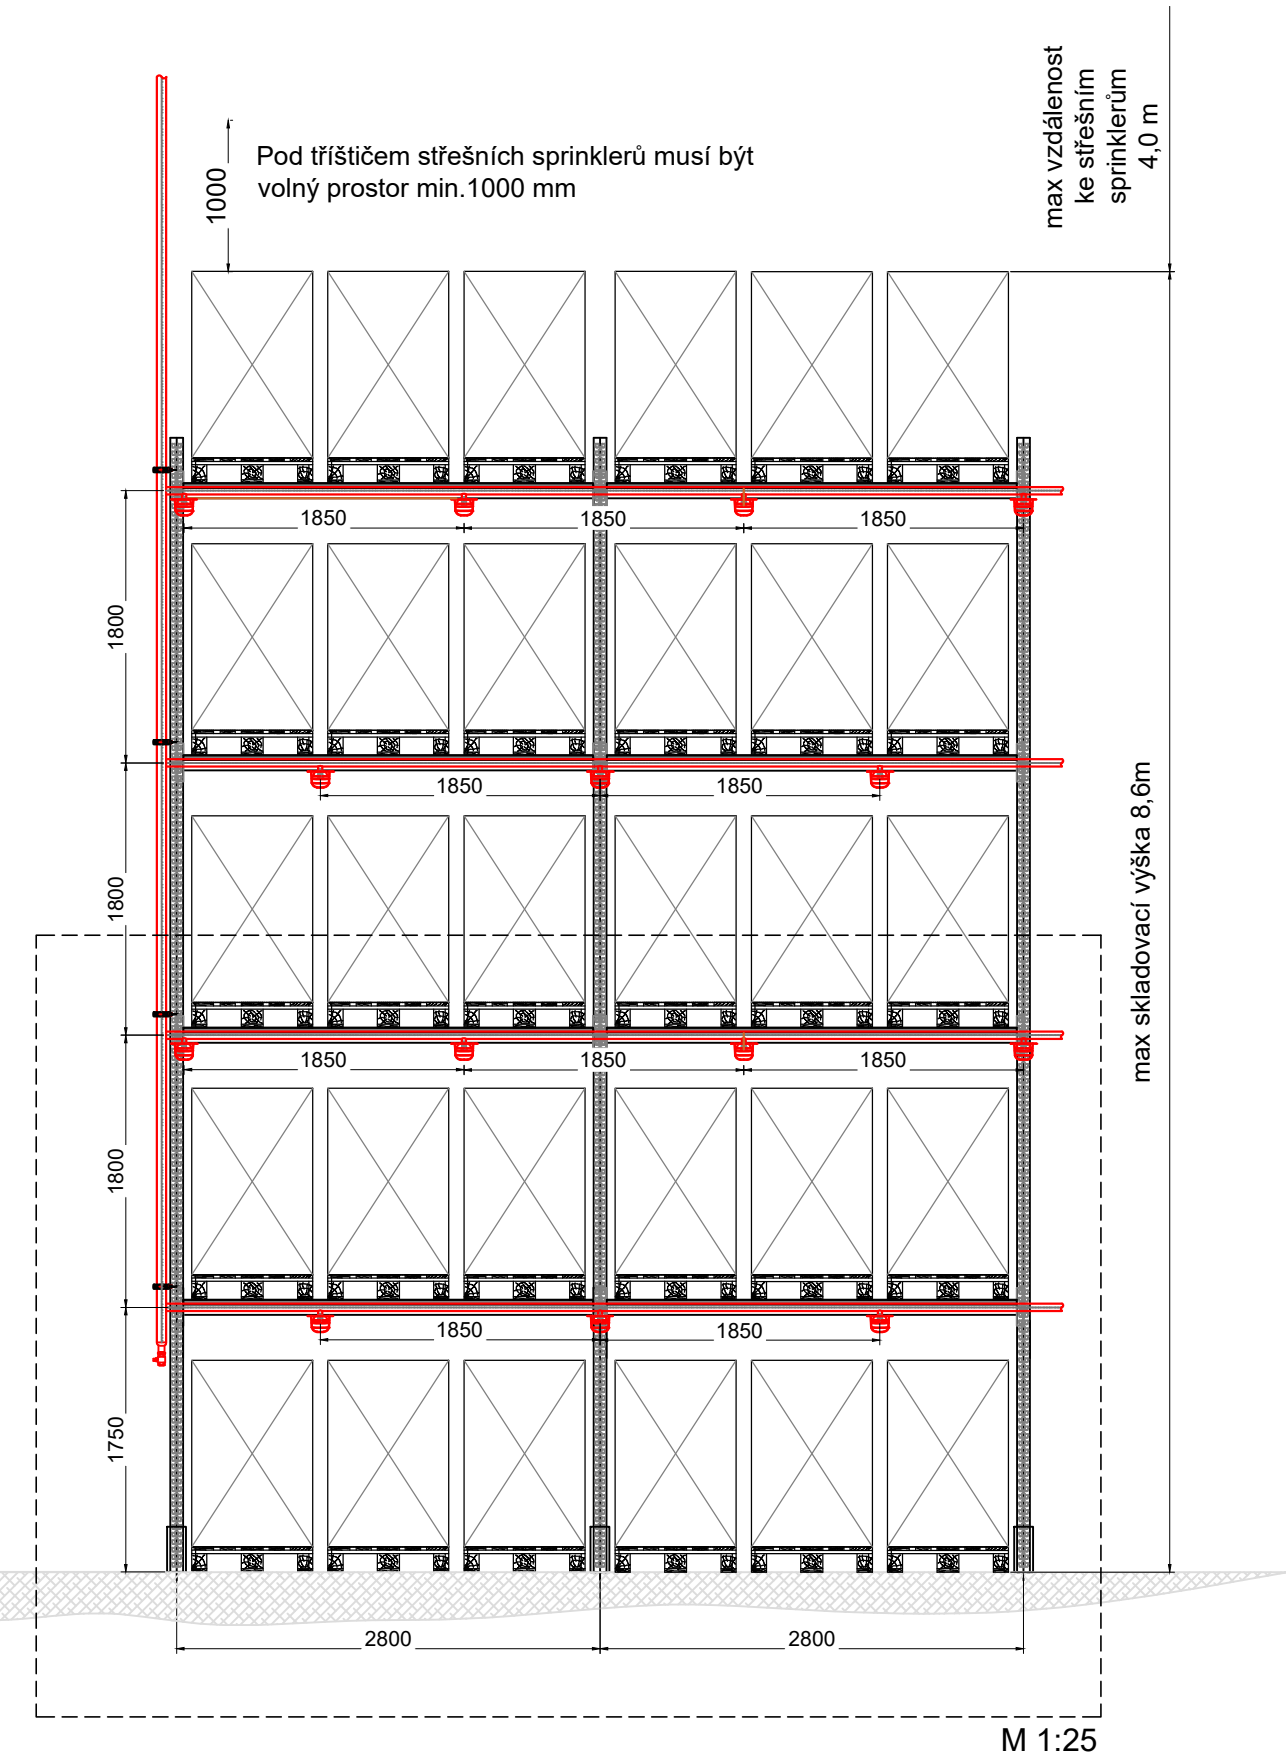 max vzdálenost
ke střešním
sprinklerům
4,0 m
Pod tříštičem střešních sprinklerů musí být
volný prostor min.1000 mm
1000
1850
1850
1850
1800
1850
1850
1800
max skladovací výška 8,6m
1850
1850
1850
1800
1850
1850
1750
2800
2800
M 1:25